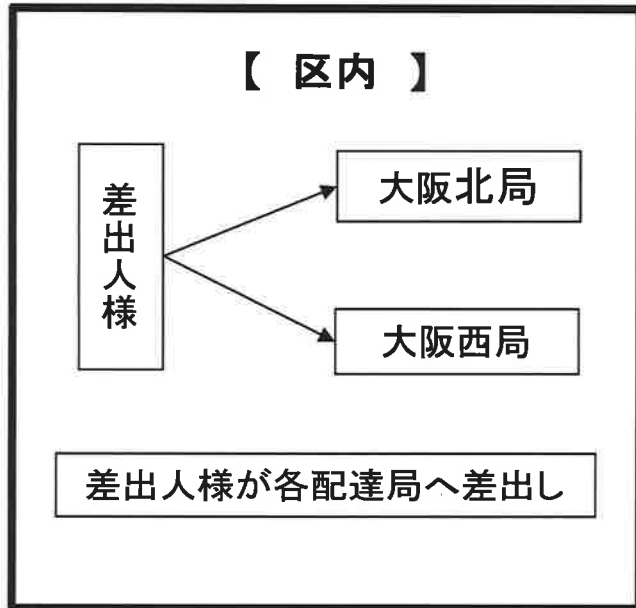 【 区内 】
差出人様
大阪北局
大阪西局
差出人様が各配達局へ差出し